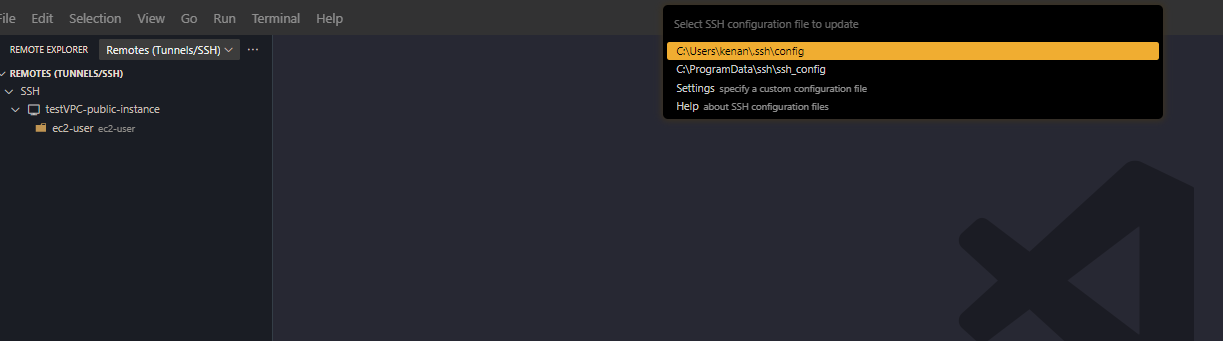 File Edit Selection View Go Run Terminal Help
REMOTE EXPLORER Remotes (Tunnels/SSH) ...
REMOTES (TUNNELS/SSH)
SSH
testVPC-public-instance
ec2-user ec2-user
Select SSH configuration file to update
C:\Users\kenan\.ssh\config
C:\ProgramData\ssh\ssh_config
Settings specify a custom configuration file
Help about SSH configuration files